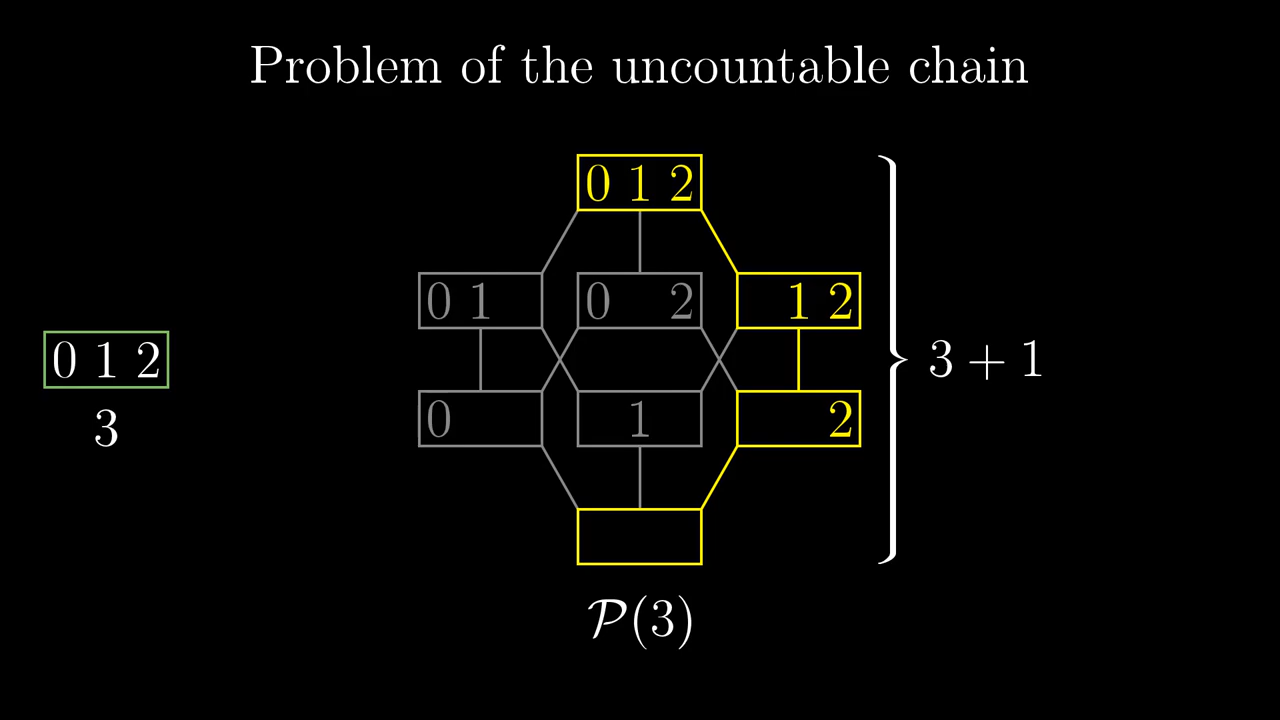 Problem of the uncountable chain
0 1 2
0 1
0 2
1 2
0 1 2
3
3 + 1
0
1
2
𝒫(3)